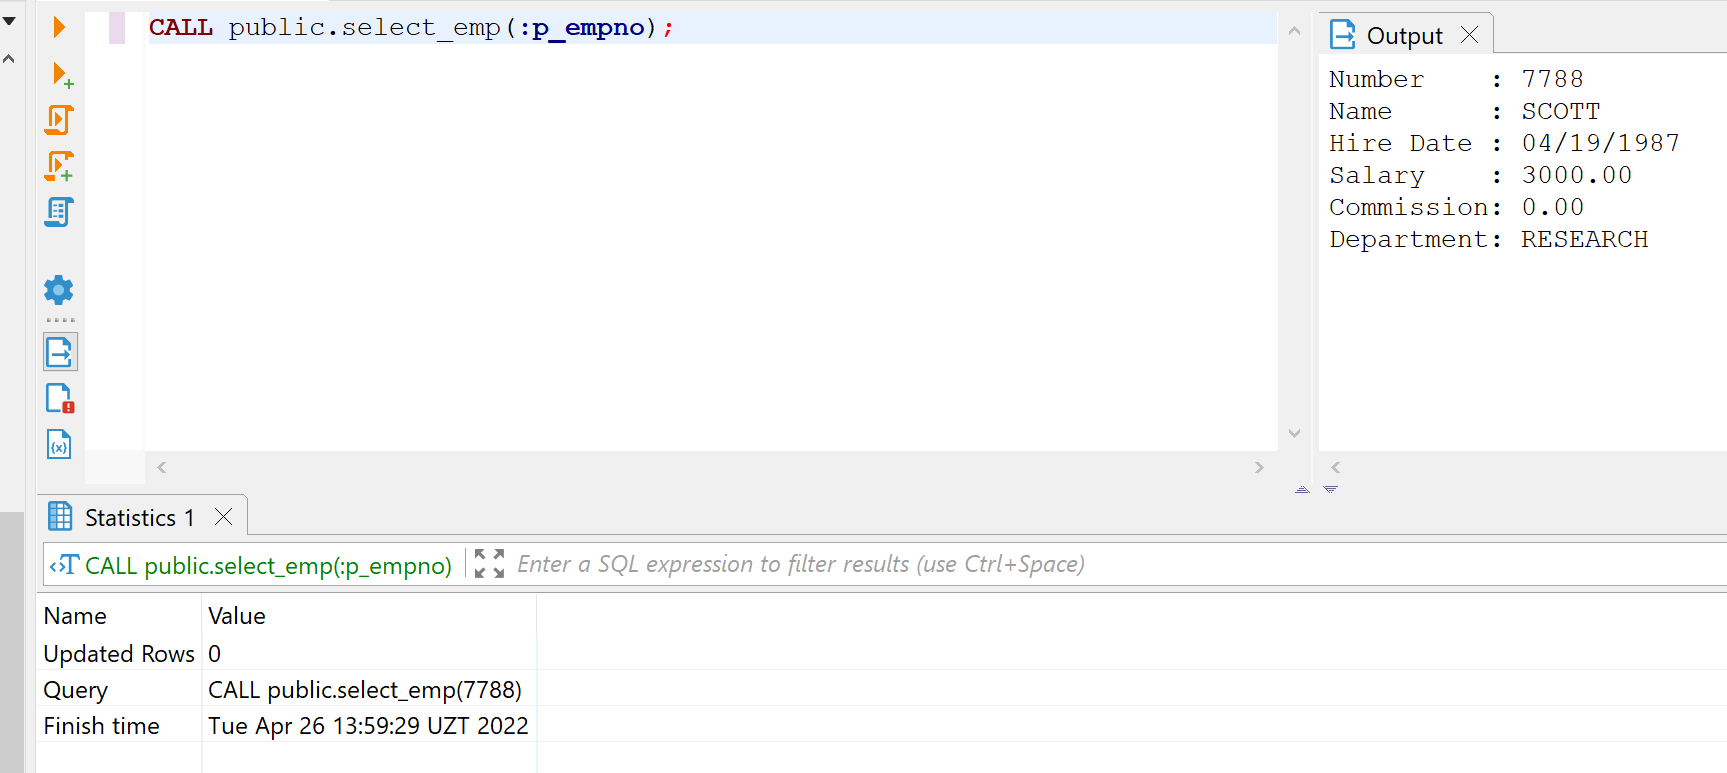 CALL public.select_emp(:p_empno);
Output
Number    : 7788
Name      : SCOTT
Hire Date : 04/19/1987
Salary    : 3000.00
Commission: 0.00
Department: RESEARCH
Statistics 1
CALL public.select_emp(:p_empno)
Enter a SQL expression to filter results (use Ctrl+Space)
Name Value
Updated Rows 0
Query CALL public.select_emp(7788)
Finish time Tue Apr 26 13:59:29 UZT 2022